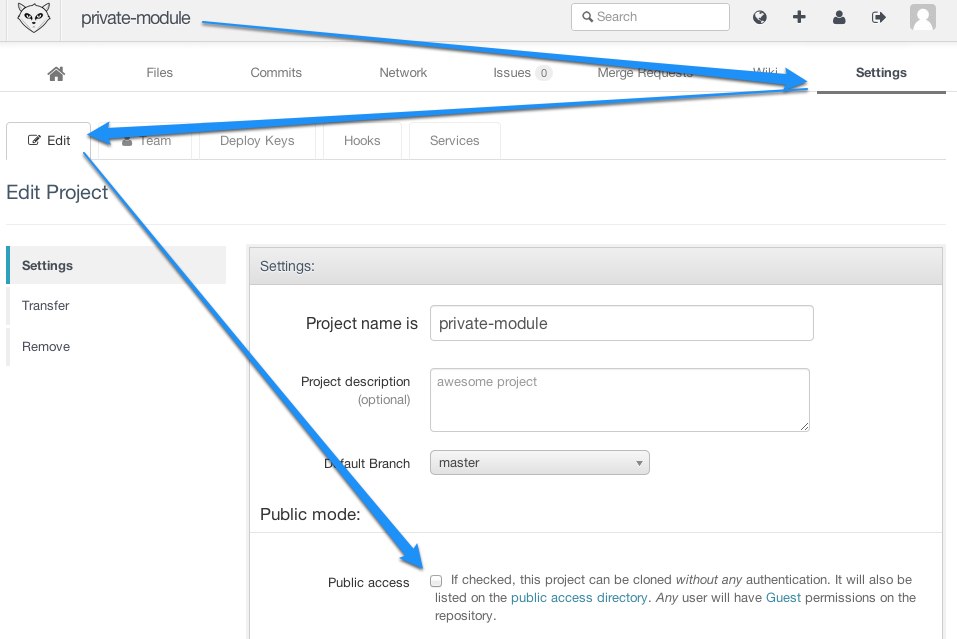 private-module
Search
Files
Commits
Network
Issues 0
Merge Requests
Wiki
Settings
Edit
Team
Deploy Keys
Hooks
Services
Edit Project
Settings
Transfer
Remove
Settings:
Project name is
private-module
Project description
(optional)
awesome project
Default Branch
master
Public mode:
Public access
If checked, this project can be cloned without any authentication. It will also be
listed on the public access directory. Any user will have Guest permissions on the
repository.